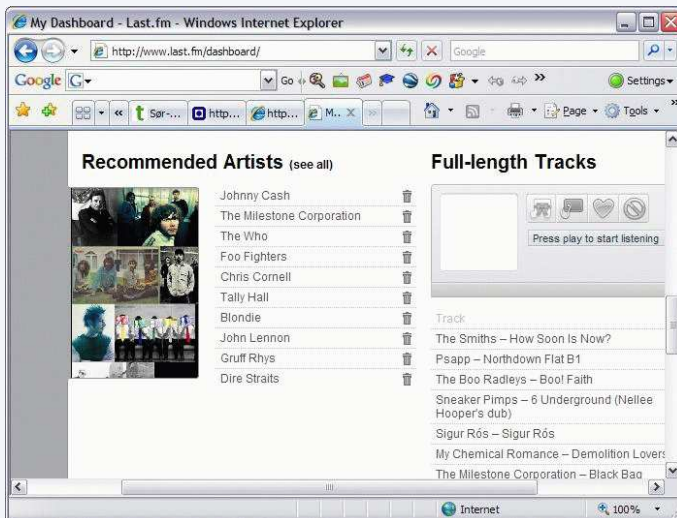 My Dashboard - Last.fm - Windows Internet Explorer
http://www.last.fm/dashboard/
Google
Google G Go Settings
t Sør-... http... http... M..
Page Tools
Recommended Artists (see all)
Johnny Cash
The Milestone Corporation
The Who
Foo Fighters
Chris Cornell
Tally Hall
Blondie
John Lennon
Gruff Rhys
Dire Straits
Full-length Tracks
Press play to start listening
Track
The Smiths – How Soon Is Now?
Psapp – Northdown Flat B1
The Boo Radleys – Boo! Faith
Sneaker Pimps – 6 Underground (Nellee
Hooper's dub)
Sigur Rós – Sigur Rós
My Chemical Romance – Demolition Lovers
The Milestone Corporation – Black Bag
Internet 100%